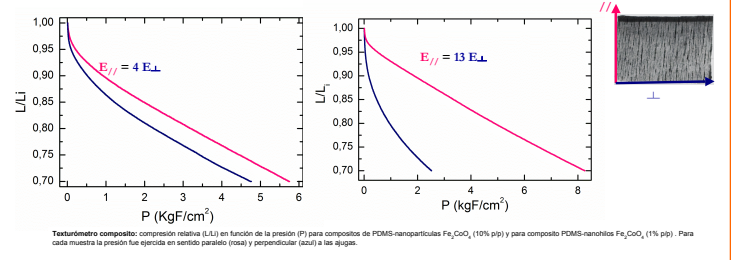 1,00
0,95
0,90
0,85
0,80
0,75
0,70
L/Li
E// = 4 E⊥
0 1 2 3 4 5 6
P (KgF/cm²)
1,00
0,95
0,90
0,85
0,80
0,75
0,70
L/Lᵢ
E// = 13 E⊥
0 2 4 6 8
P (KgF/cm²)
//
⊥
Texturómetro composito: compresión relativa (L/Li) en función de la presión (P) para compositos de PDMS-nanopartículas Fe₂CoO₄ (10% p/p) y para composito PDMS-nanohilos Fe₂CoO₄ (1% p/p) . Para
cada muestra la presión fue ejercida en sentido paralelo (rosa) y perpendicular (azul) a las ajugas.